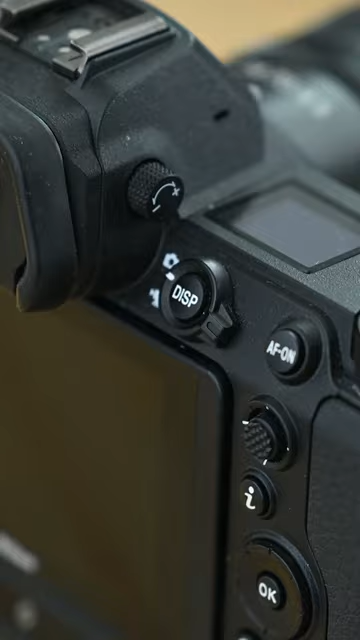 - +
DISP
AF-ON
i
OK